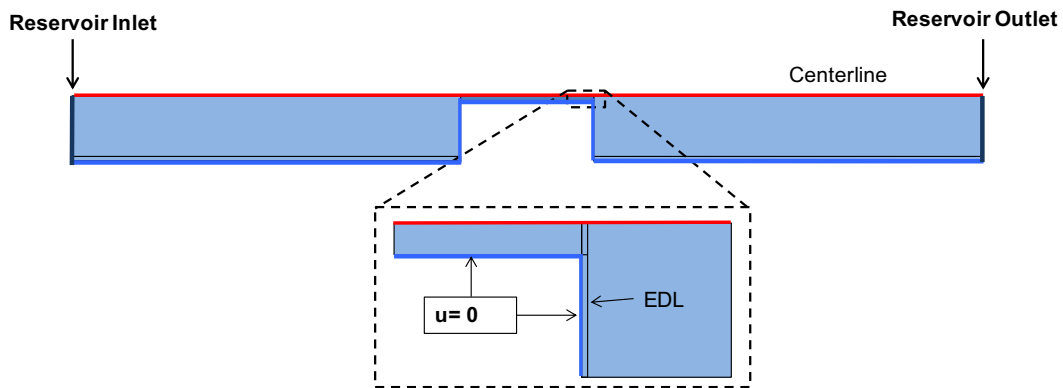 Reservoir Inlet
Reservoir Outlet
Centerline
EDL
u= 0